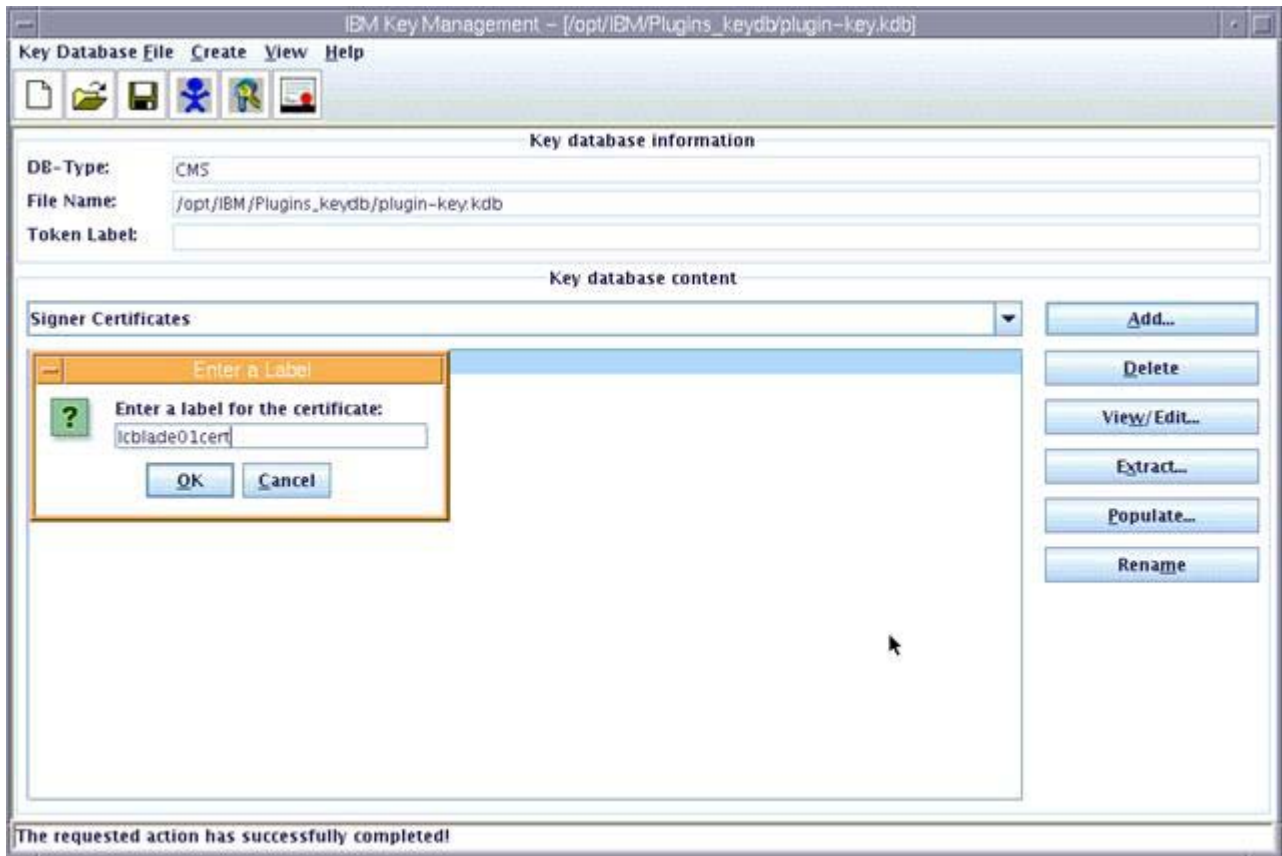 IBM Key Management – [/opt/IBM/Plugins_keydb/plugin-key.kdb]
Key Database File Create View Help
Key database information
DB-Type: CMS
File Name: /opt/IBM/Plugins_keydb/plugin-key.kdb
Token Label:
Key database content
Signer Certificates
Add...
Enter a Label
Delete
Enter a label for the certificate:
lcblade01cert
View/Edit...
OK Cancel
Extract...
Populate...
Rename
The requested action has successfully completed!